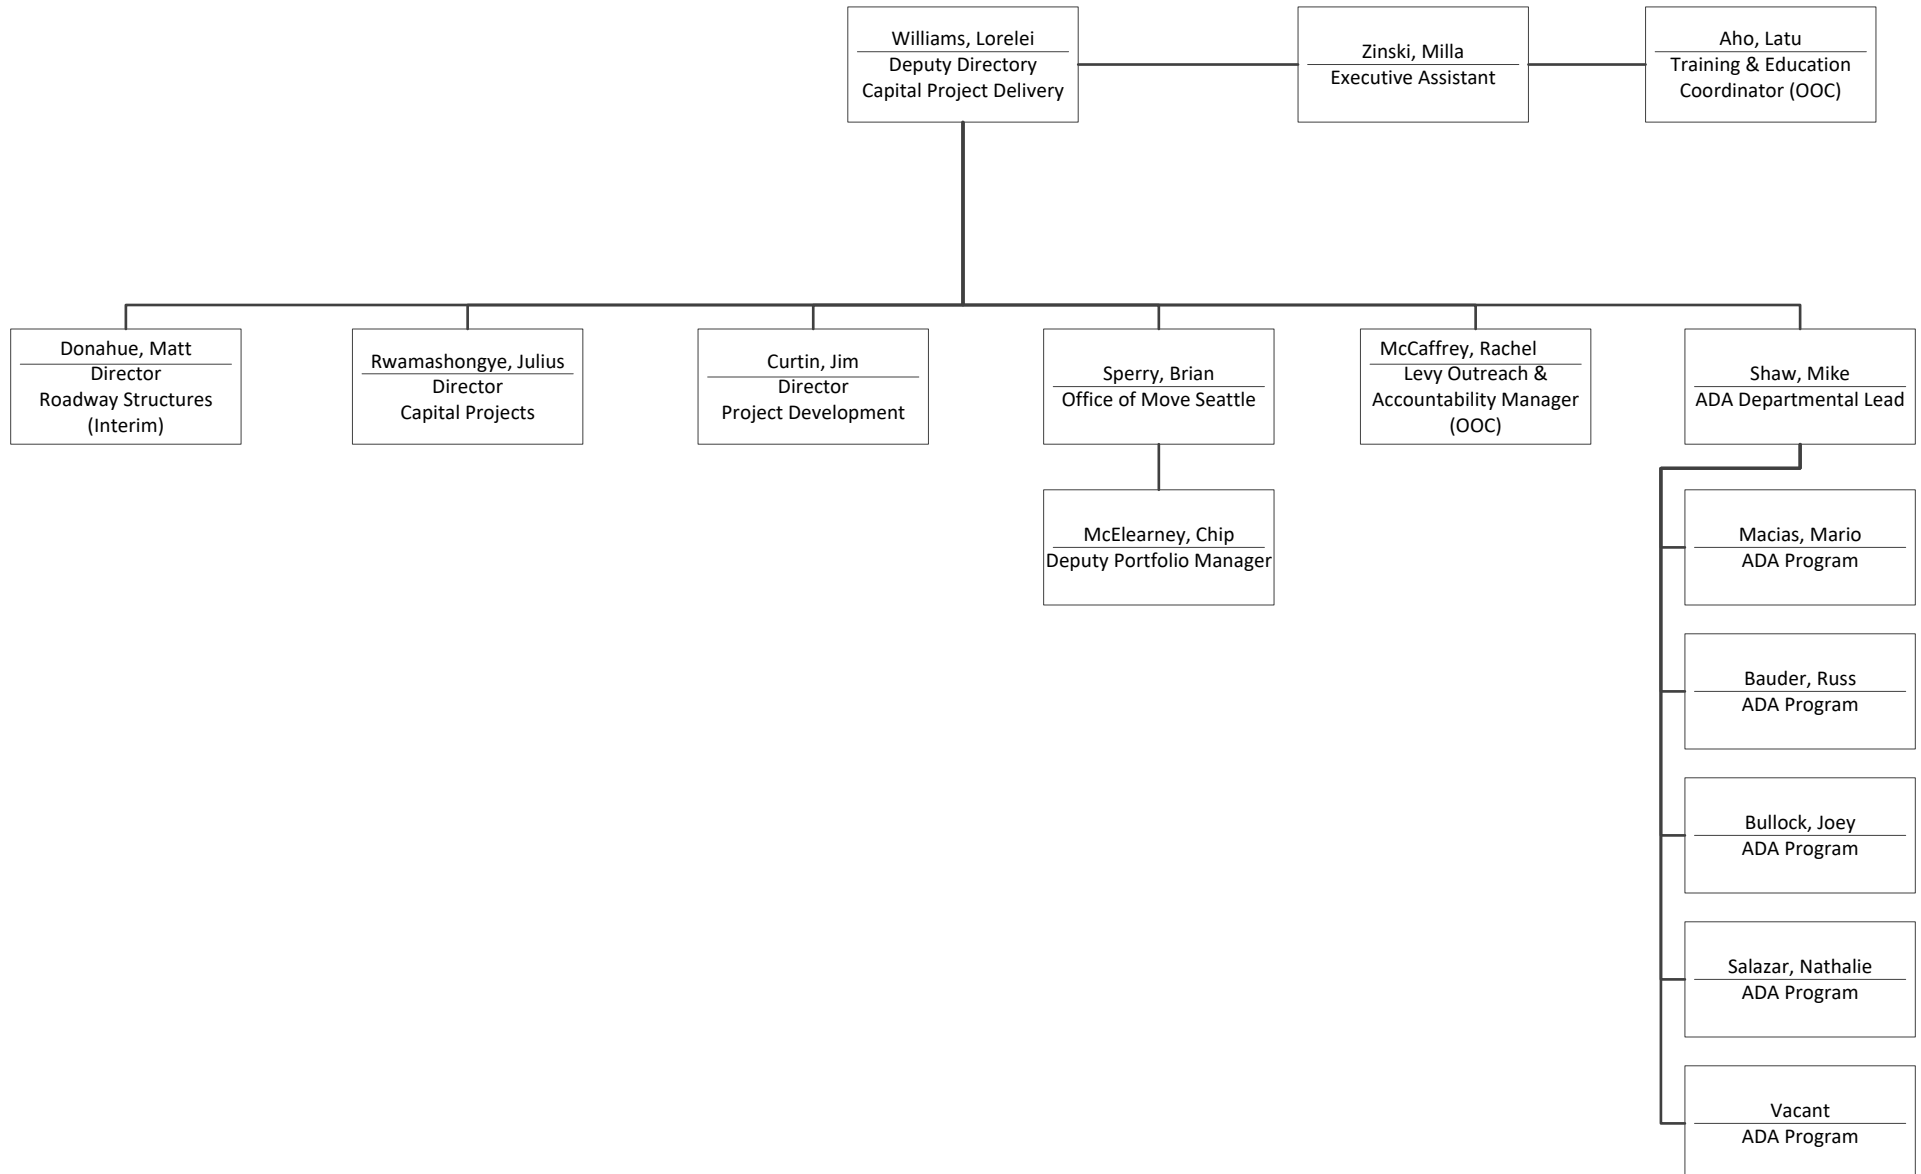 Williams, Lorelei
Deputy Directory
Capital Project Delivery
Zinski, Milla
Executive Assistant
Aho, Latu
Training & Education
Coordinator (OOC)
Donahue, Matt
Director
Roadway Structures
(Interim)
Rwamashongye, Julius
Director
Capital Projects
Curtin, Jim
Director
Project Development
Sperry, Brian
Office of Move Seattle
McCaffrey, Rachel
Levy Outreach &
Accountability Manager
(OOC)
Shaw, Mike
ADA Departmental Lead
McElearney, Chip
Deputy Portfolio Manager
Macias, Mario
ADA Program
Bauder, Russ
ADA Program
Bullock, Joey
ADA Program
Salazar, Nathalie
ADA Program
Vacant
ADA Program